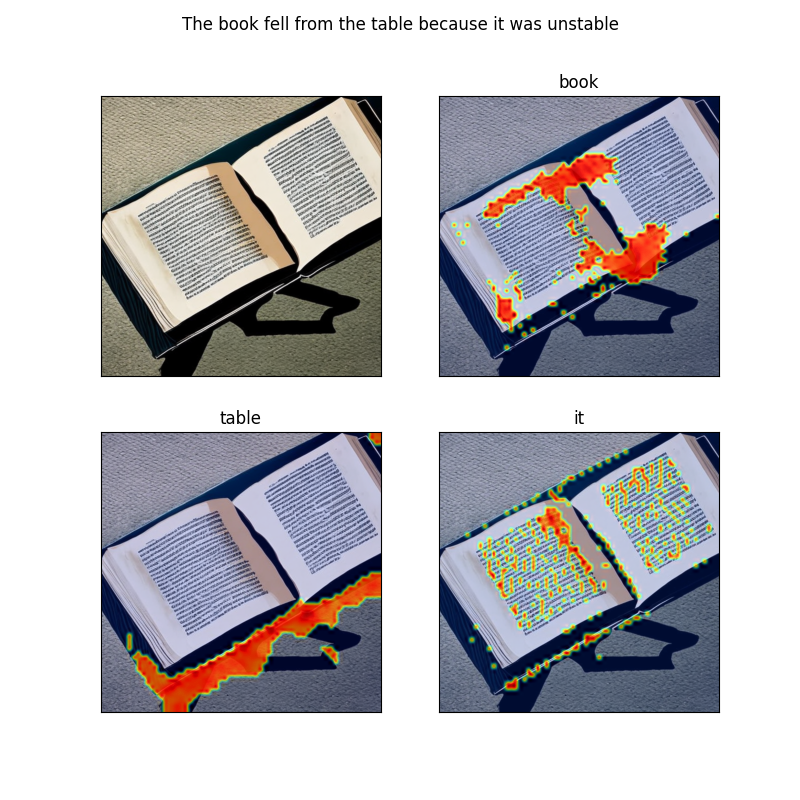 The book fell from the table because it was unstable
book
table
it